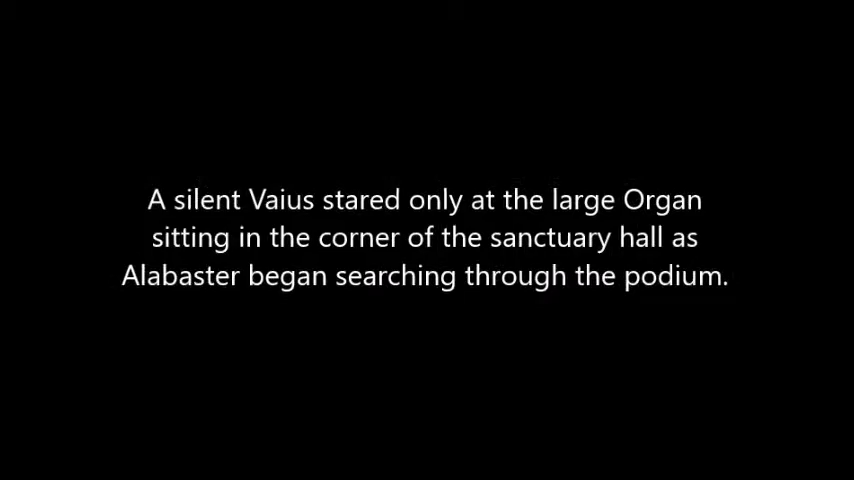 A silent Vaius stared only at the large Organ
sitting in the corner of the sanctuary hall as
Alabaster began searching through the podium.